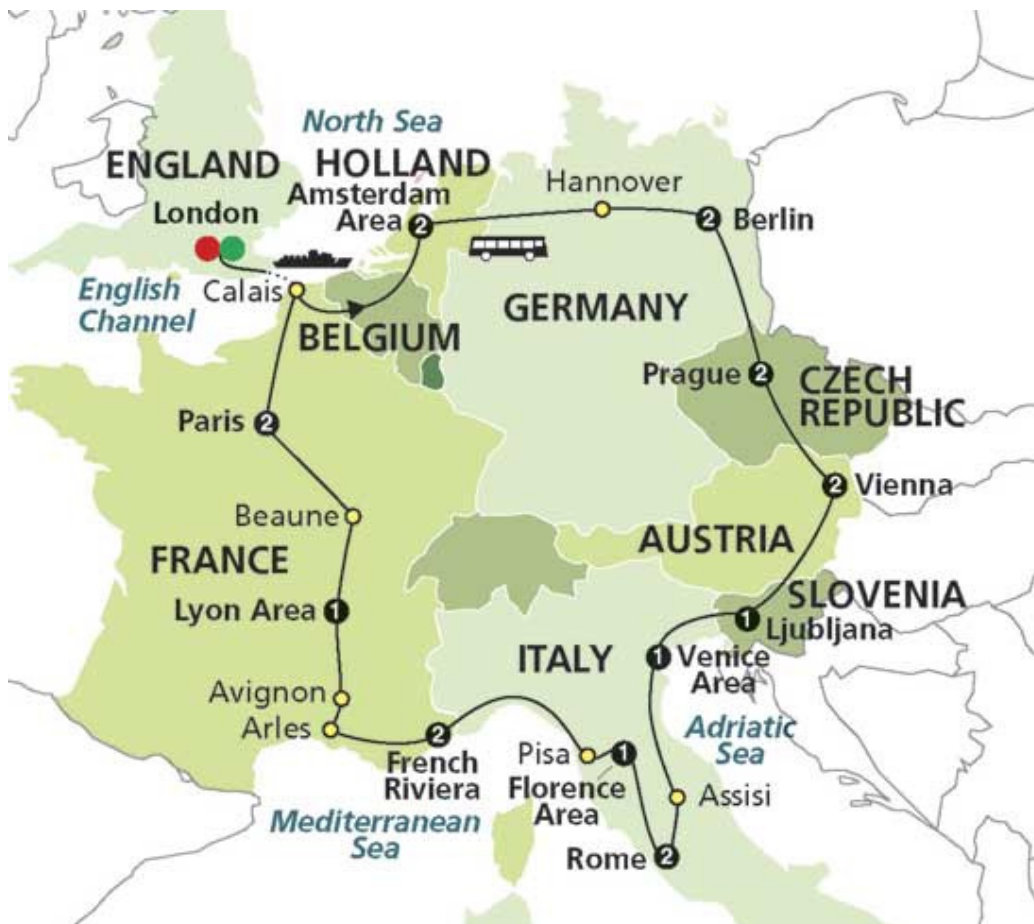 North Sea
ENGLAND
HOLLAND
London
Amsterdam
Area
2
Hannover
2
Berlin
English
Channel
Calais
BELGIUM
GERMANY
Prague
2
CZECH
REPUBLIC
Paris
2
2
Vienna
Beaune
AUSTRIA
FRANCE
SLOVENIA
Lyon Area
1
1
Ljubljana
ITALY
1
Venice
Area
Avignon
Arles
2
French
Riviera
Pisa
1
Florence
Area
Adriatic
Sea
Assisi
Mediterranean
Sea
Rome
2